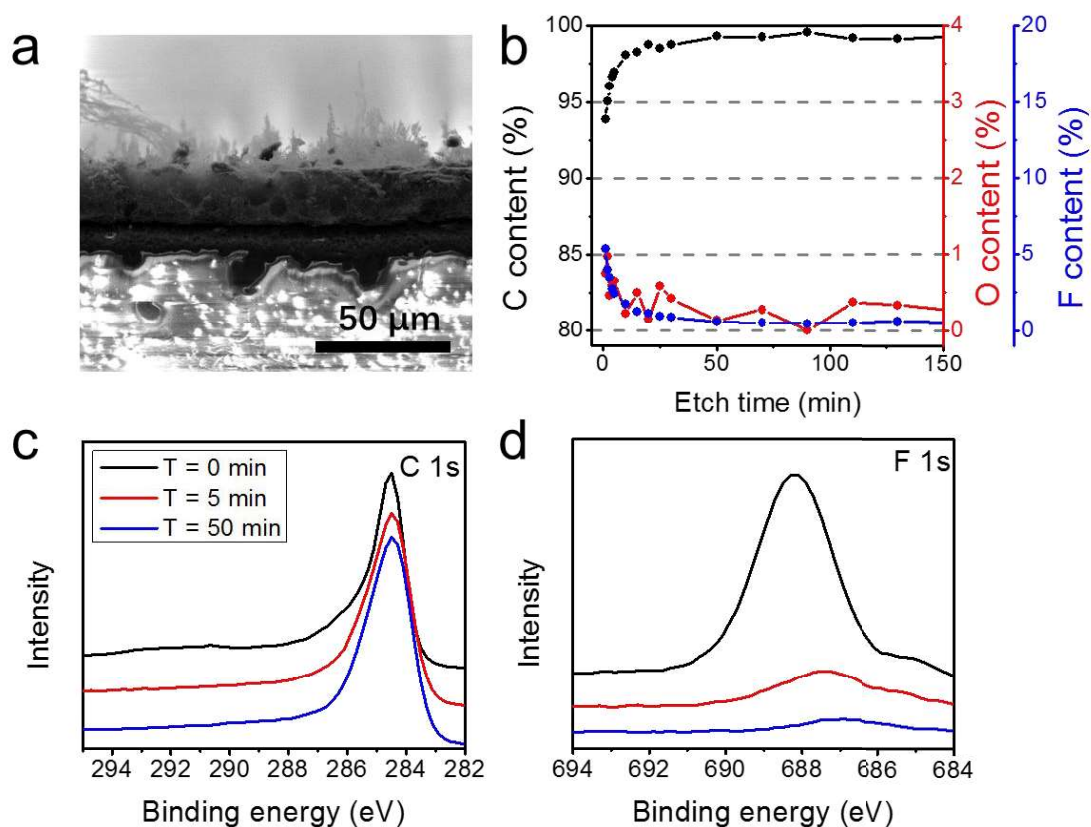 a
50 μm
b
C content (%)
100
95
90
85
80
0
50
100
150
Etch time (min)
4
3
2
1
0
O content (%)
20
15
10
5
0
F content (%)
c
T = 0 min
T = 5 min
T = 50 min
C 1s
Intensity
294 292 290 288 286 284 282
Binding energy (eV)
d
F 1s
Intensity
694 692 690 688 686 684
Binding energy (eV)